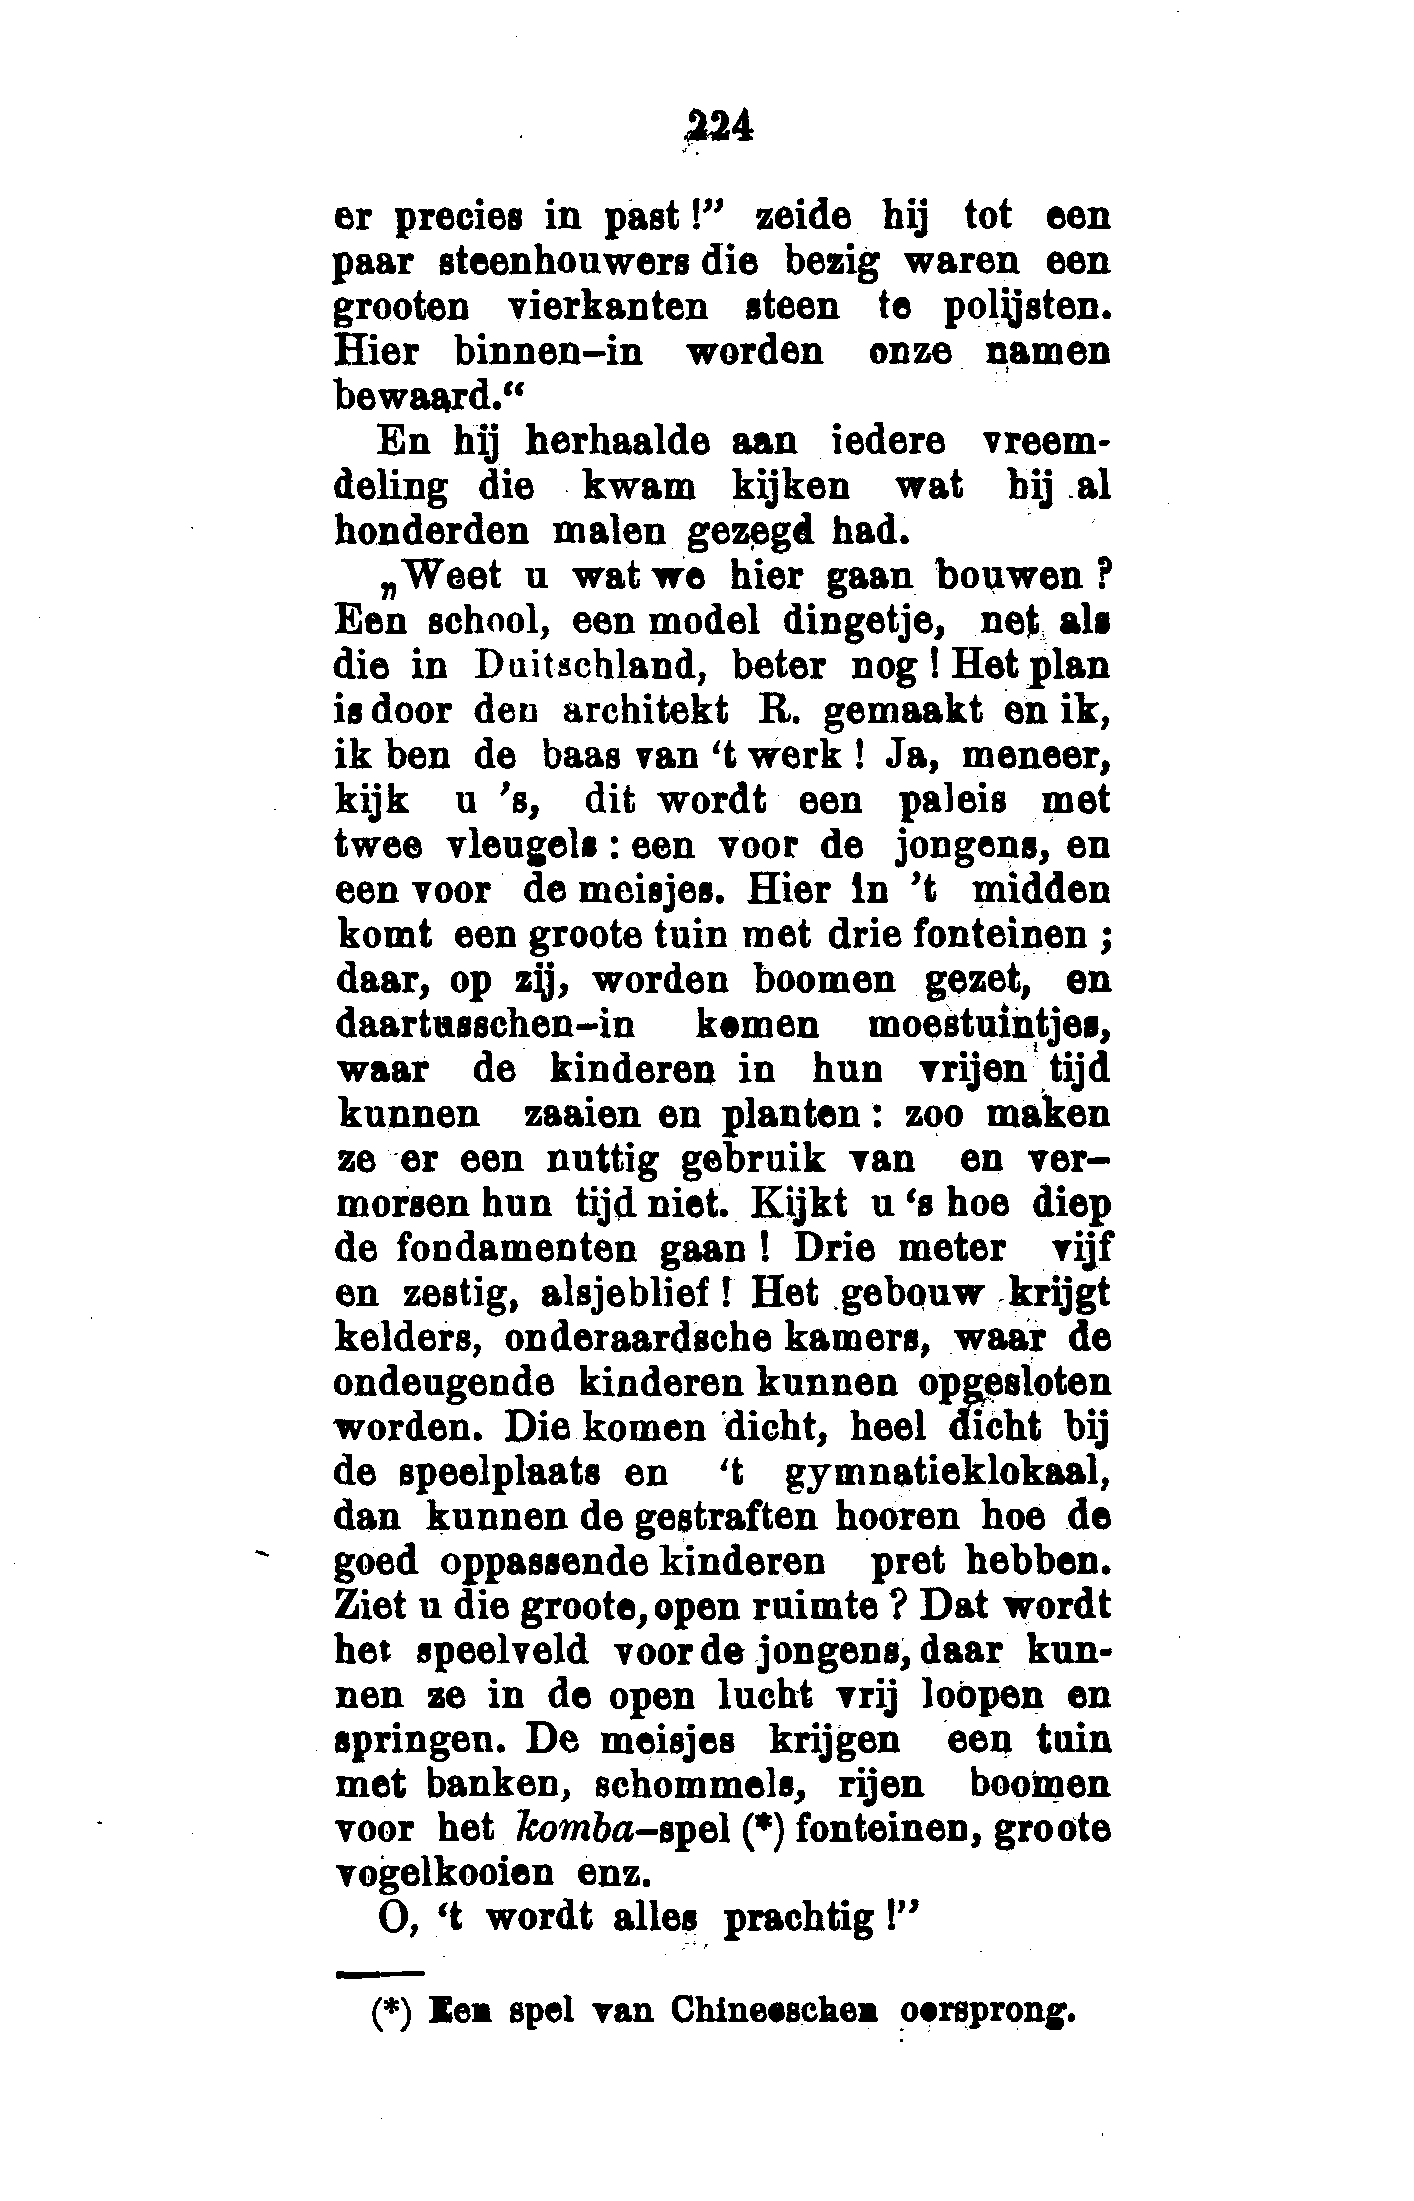 224
er precies in past!” zeide hij tot een
paar steenhouwers die bezig waren een
grooten vierkanten steen te polijsten.
Hier binnen-in worden onze namen
bewaard.“
En hij herhaalde aan iedere vreem-
deling die kwam kijken wat hij al
honderden malen gezegd had.
„Weet u wat we hier gaan bouwen?
Een school, een model dingetje, net als
die in Duitschland, beter nog! Het plan
is door den architekt R. gemaakt en ik,
ik ben de baas van ‘t werk! Ja, meneer,
kijk u ’s, dit wordt een paleis met
twee vleugels: een voor de jongens, en
een voor de meisjes. Hier in ’t midden
komt een groote tuin met drie fonteinen;
daar, op zij, worden boomen gezet, en
daartusschen-in komen moestuintjes,
waar de kinderen in hun vrijen tijd
kunnen zaaien en planten: zoo maken
ze er een nuttig gebruik van en ver-
morsen hun tijd niet. Kijkt u ‘s hoe diep
de fondamenten gaan! Drie meter vijf
en zestig, alsjeblief! Het gebouw krijgt
kelders, onderaardsche kamers, waar de
ondeugende kinderen kunnen opgesloten
worden. Die komen dicht, heel dicht bij
de speelplaats en ‘t gymnatieklokaal,
dan kunnen de gestraften hooren hoe de
goed oppassende kinderen pret hebben.
Ziet u die groote, open ruimte? Dat wordt
het speelveld voor de jongens, daar kun-
nen ze in de open lucht vrij loopen en
springen. De meisjes krijgen een tuin
met banken, schommels, rijen boomen
voor het komba-spel (*) fonteinen, groote
vogelkooien enz.
O, ‘t wordt alles prachtig!”
(*) Een spel van Chineeschen oorsprong.